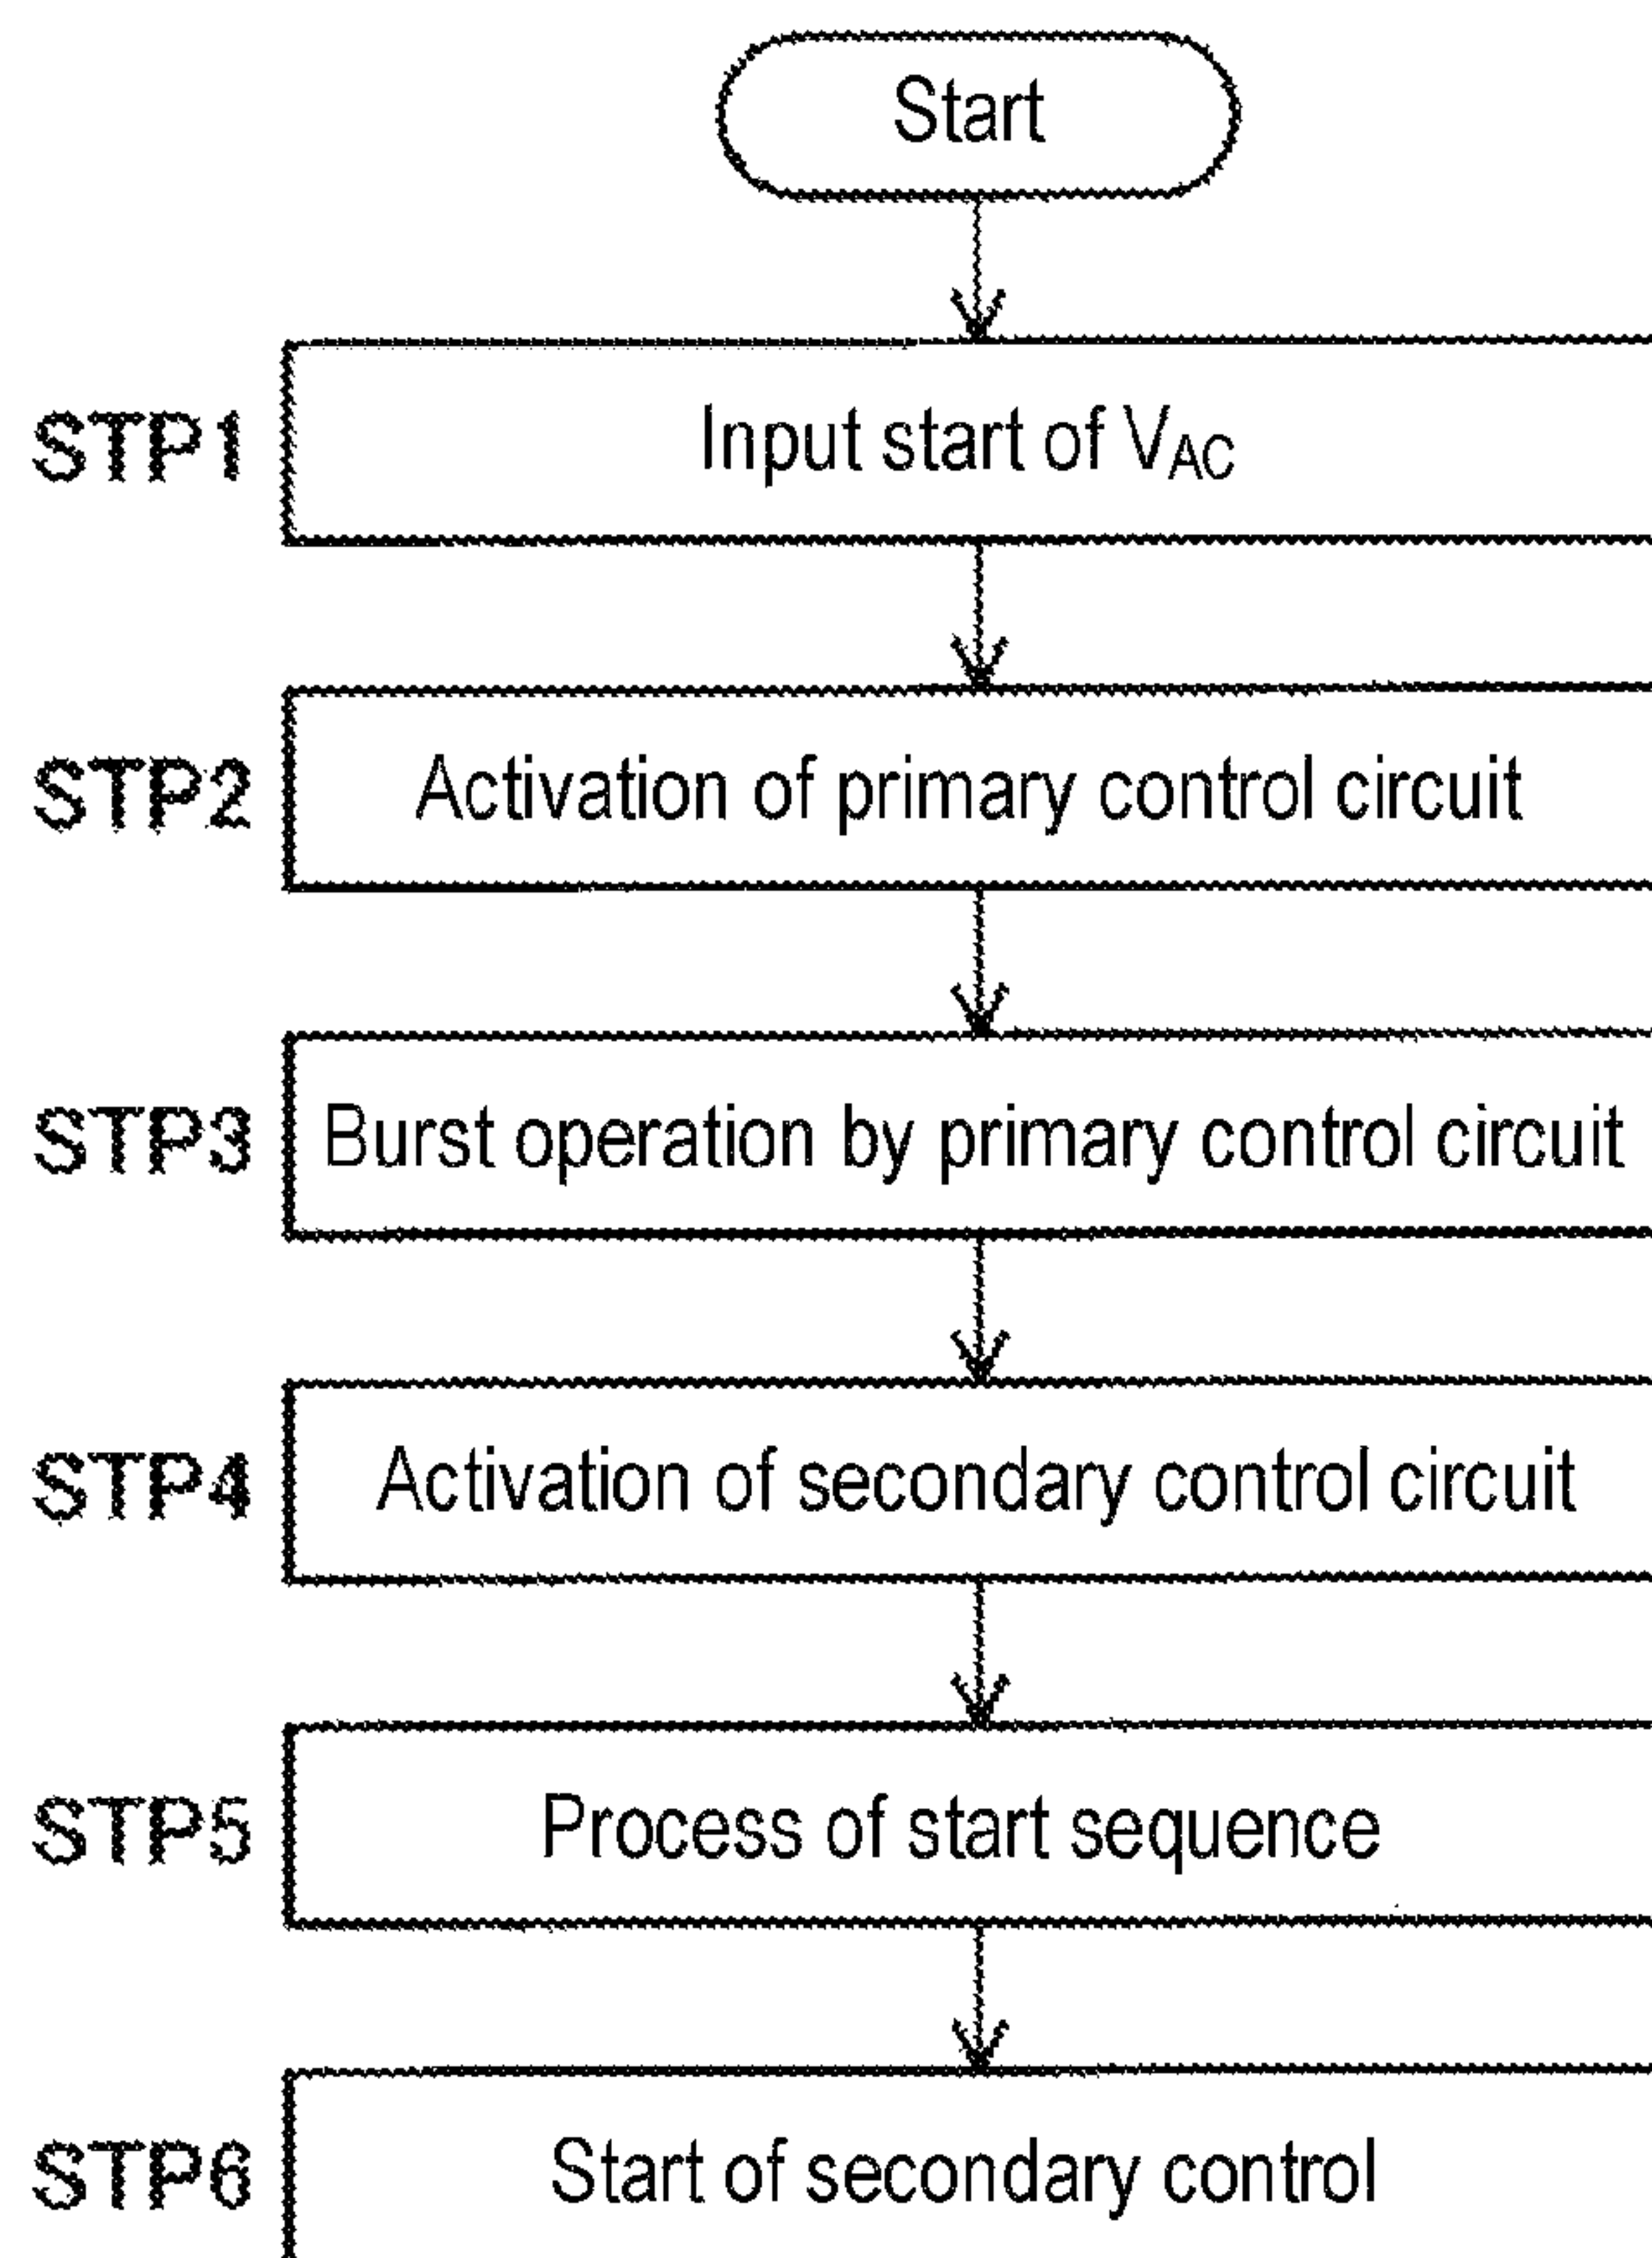 Start
STP1
Input start of VAC
STP2
Activation of primary control circuit
STP3
Burst operation by primary control circuit
STP4
Activation of secondary control circuit
STP5
Process of start sequence
STP6
Start of secondary control